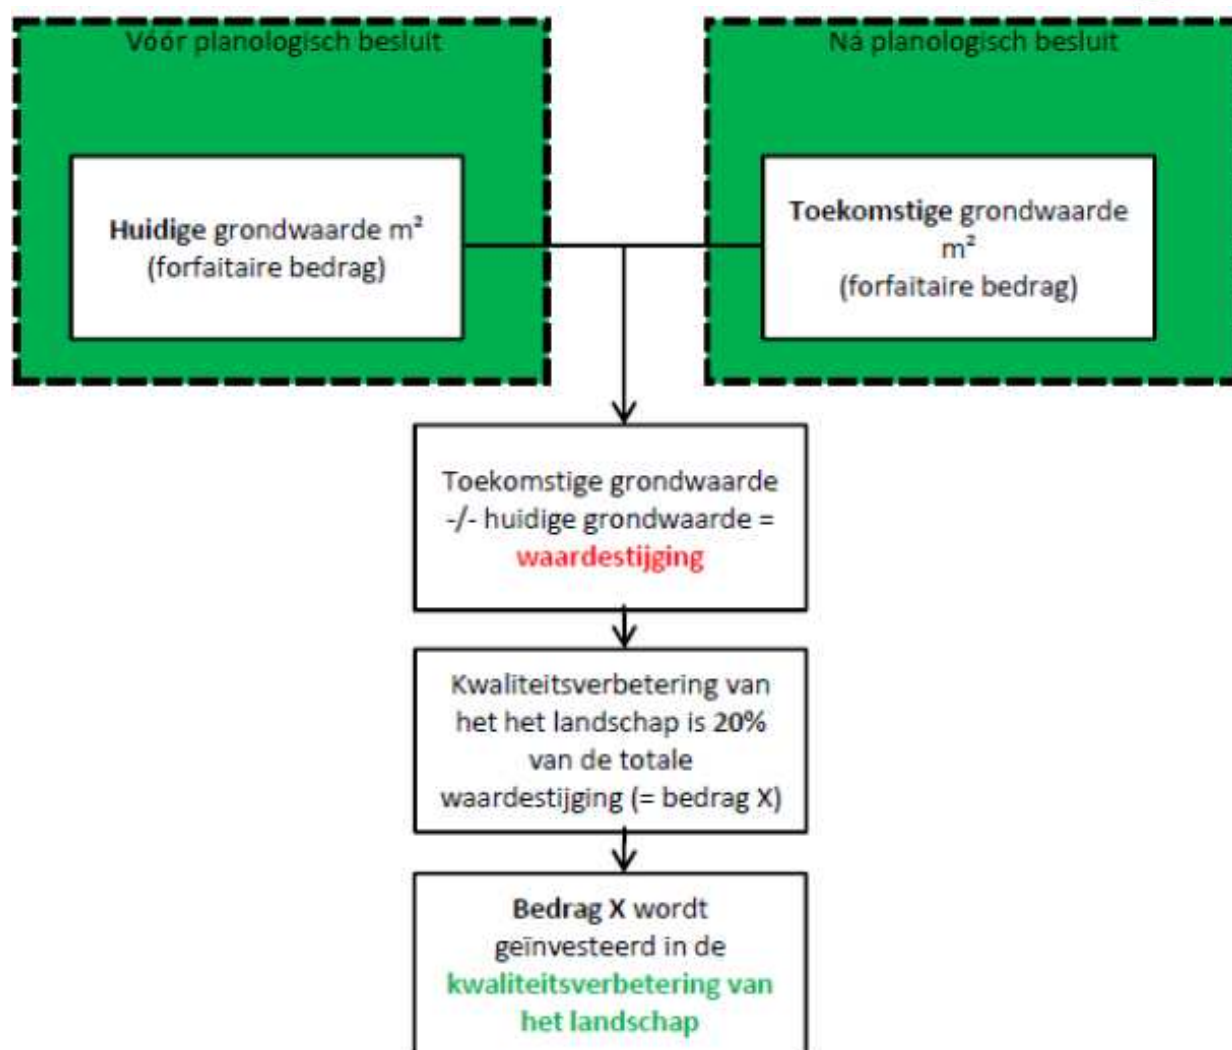 Vóór planologisch besluit
Huidige grondwaarde m²
(forfaitaire bedrag)
Ná planologisch besluit
Toekomstige grondwaarde
m²
(forfaitaire bedrag)
Toekomstige grondwaarde
-/- huidige grondwaarde =
waardestijging
Kwaliteitsverbetering van
het het landschap is 20%
van de totale
waardestijging (= bedrag X)
Bedrag X wordt
geïnvesteerd in de
kwaliteitsverbetering van
het landschap